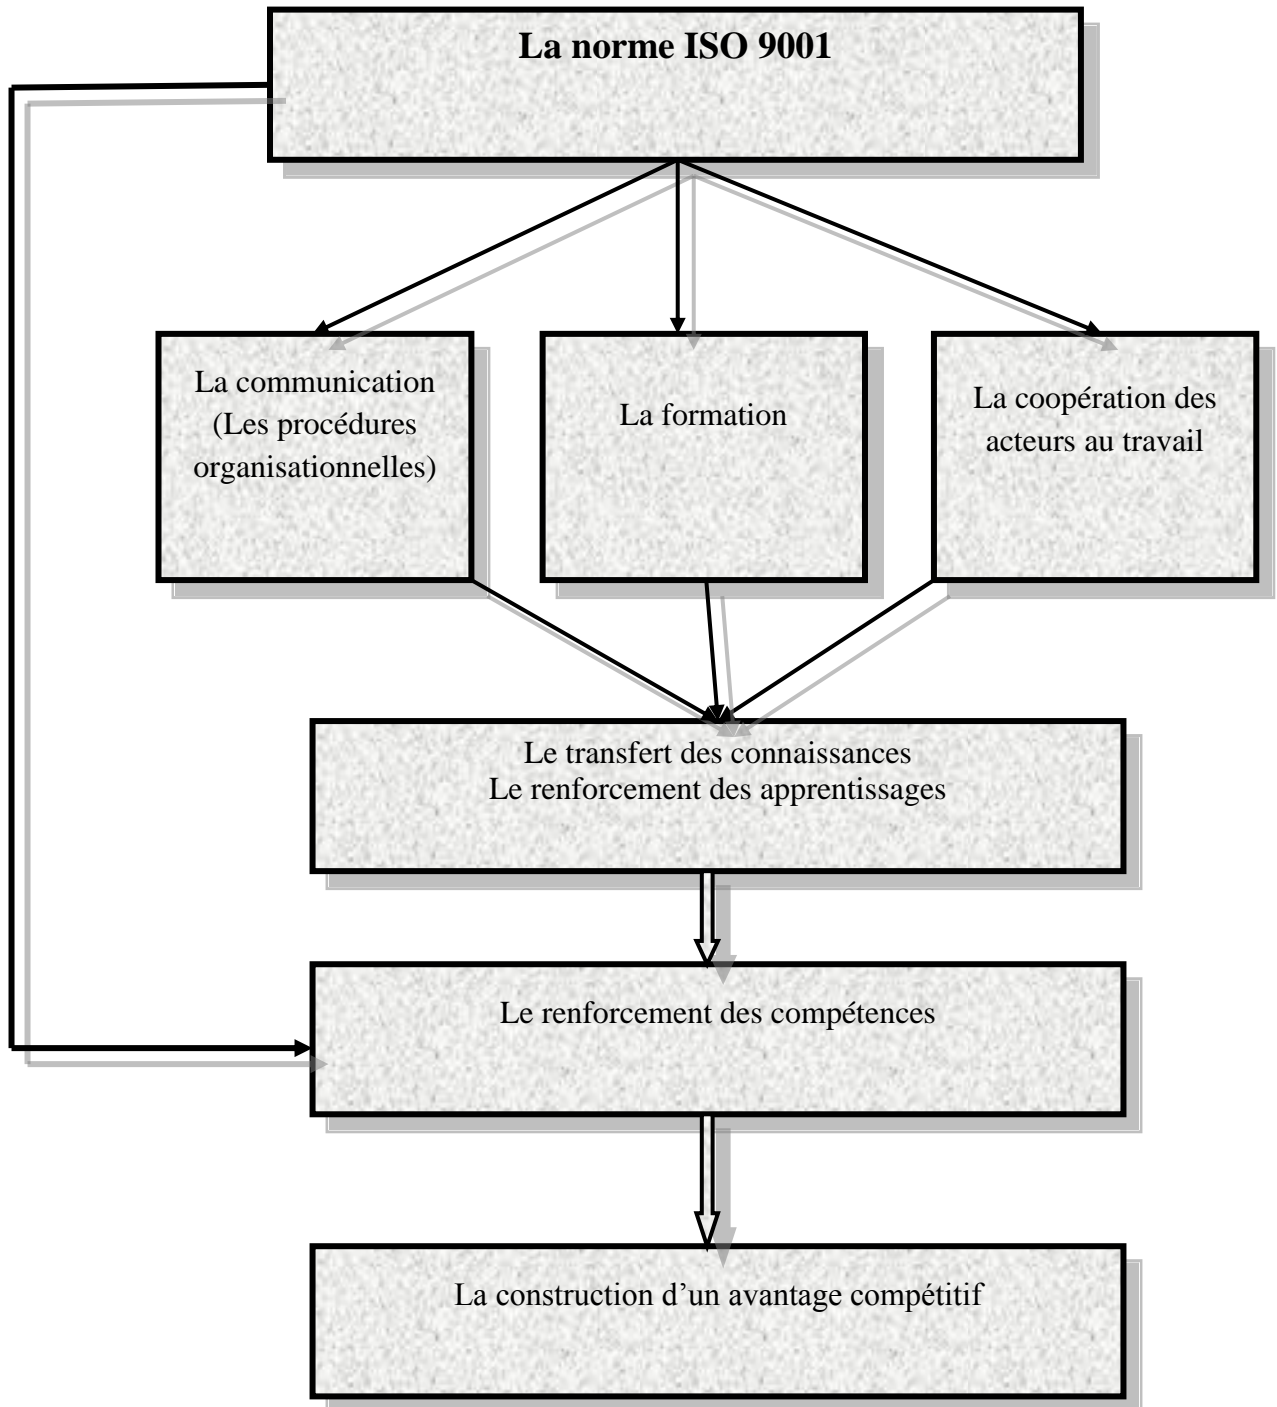 La norme ISO 9001
La communication
(Les procédures
organisationnelles)
La formation
La coopération des
acteurs au travail
Le transfert des connaissances
Le renforcement des apprentissages
Le renforcement des compétences
La construction d’un avantage compétitif